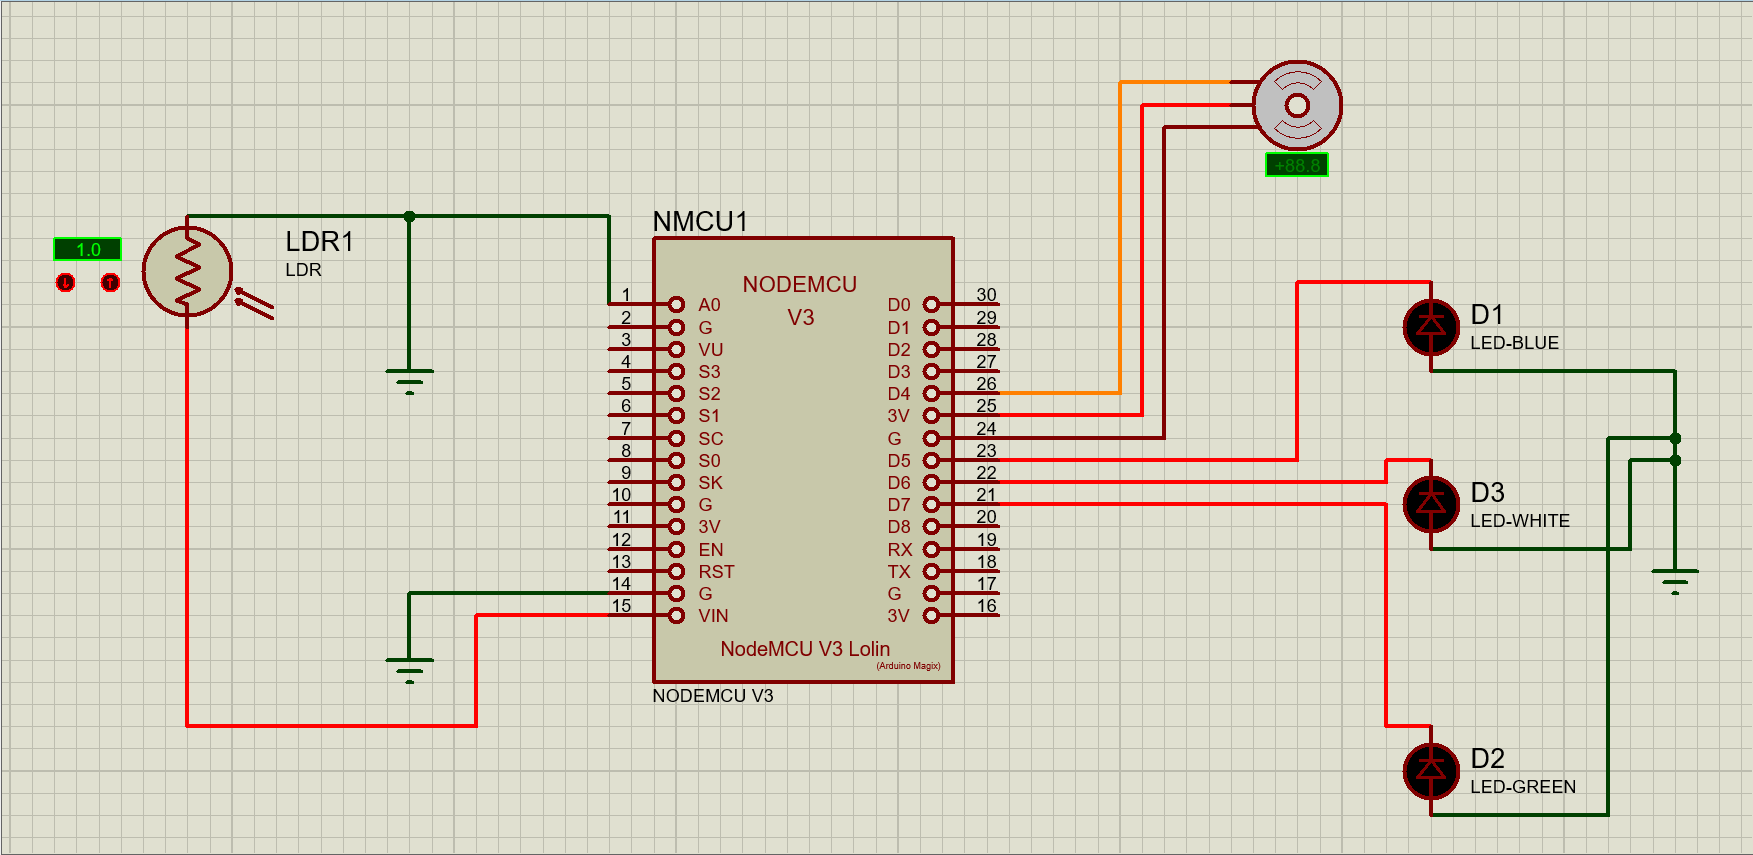 +88.8
1.0
LDR1
LDR
NMCU1
NODEMCU
V3
1 A0 D0 30
2 G D1 29
3 VU D2 28
4 S3 D3 27
5 S2 D4 26
6 S1 3V 25
7 SC G 24
8 S0 D5 23
9 SK D6 22
10 G D7 21
11 3V D8 20
12 EN RX 19
13 RST TX 18
14 G G 17
15 VIN 3V 16
NodeMCU V3 Lolin
(Arduino Magix)
NODEMCU V3
D1
LED-BLUE
D3
LED-WHITE
D2
LED-GREEN